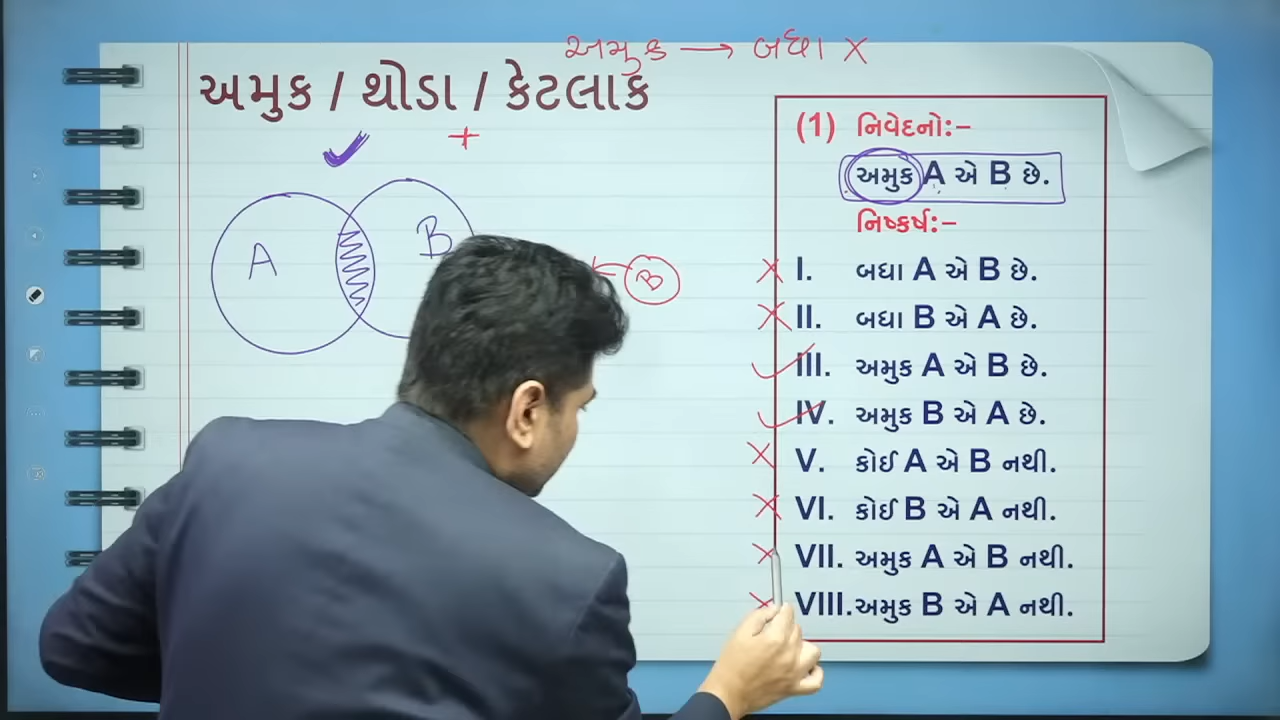 અમુક → બધા X
અમુક / થોડા / કેટલાક
✓ +
A B
B
(1) નિવેદનો:–
અમુક A એ B છે.
નિષ્કર્ષ:–
X I. બધા A એ B છે.
X II. બધા B એ A છે.
✓ III. અમુક A એ B છે.
✓ IV. અમુક B એ A છે.
X V. કોઈ A એ B નથી.
X VI. કોઈ B એ A નથી.
X VII. અમુક A એ B નથી.
X VIII. અમુક B એ A નથી.